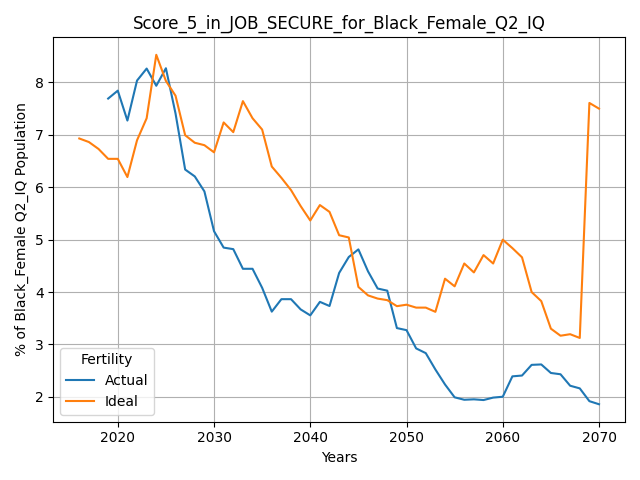 Score_5_in_JOB_SECURE_for_Black_Female_Q2_IQ
% of Black_Female Q2_IQ Population
8
7
6
5
4
3
2
Fertility
Actual
Ideal
2020 2030 2040 2050 2060 2070
Years